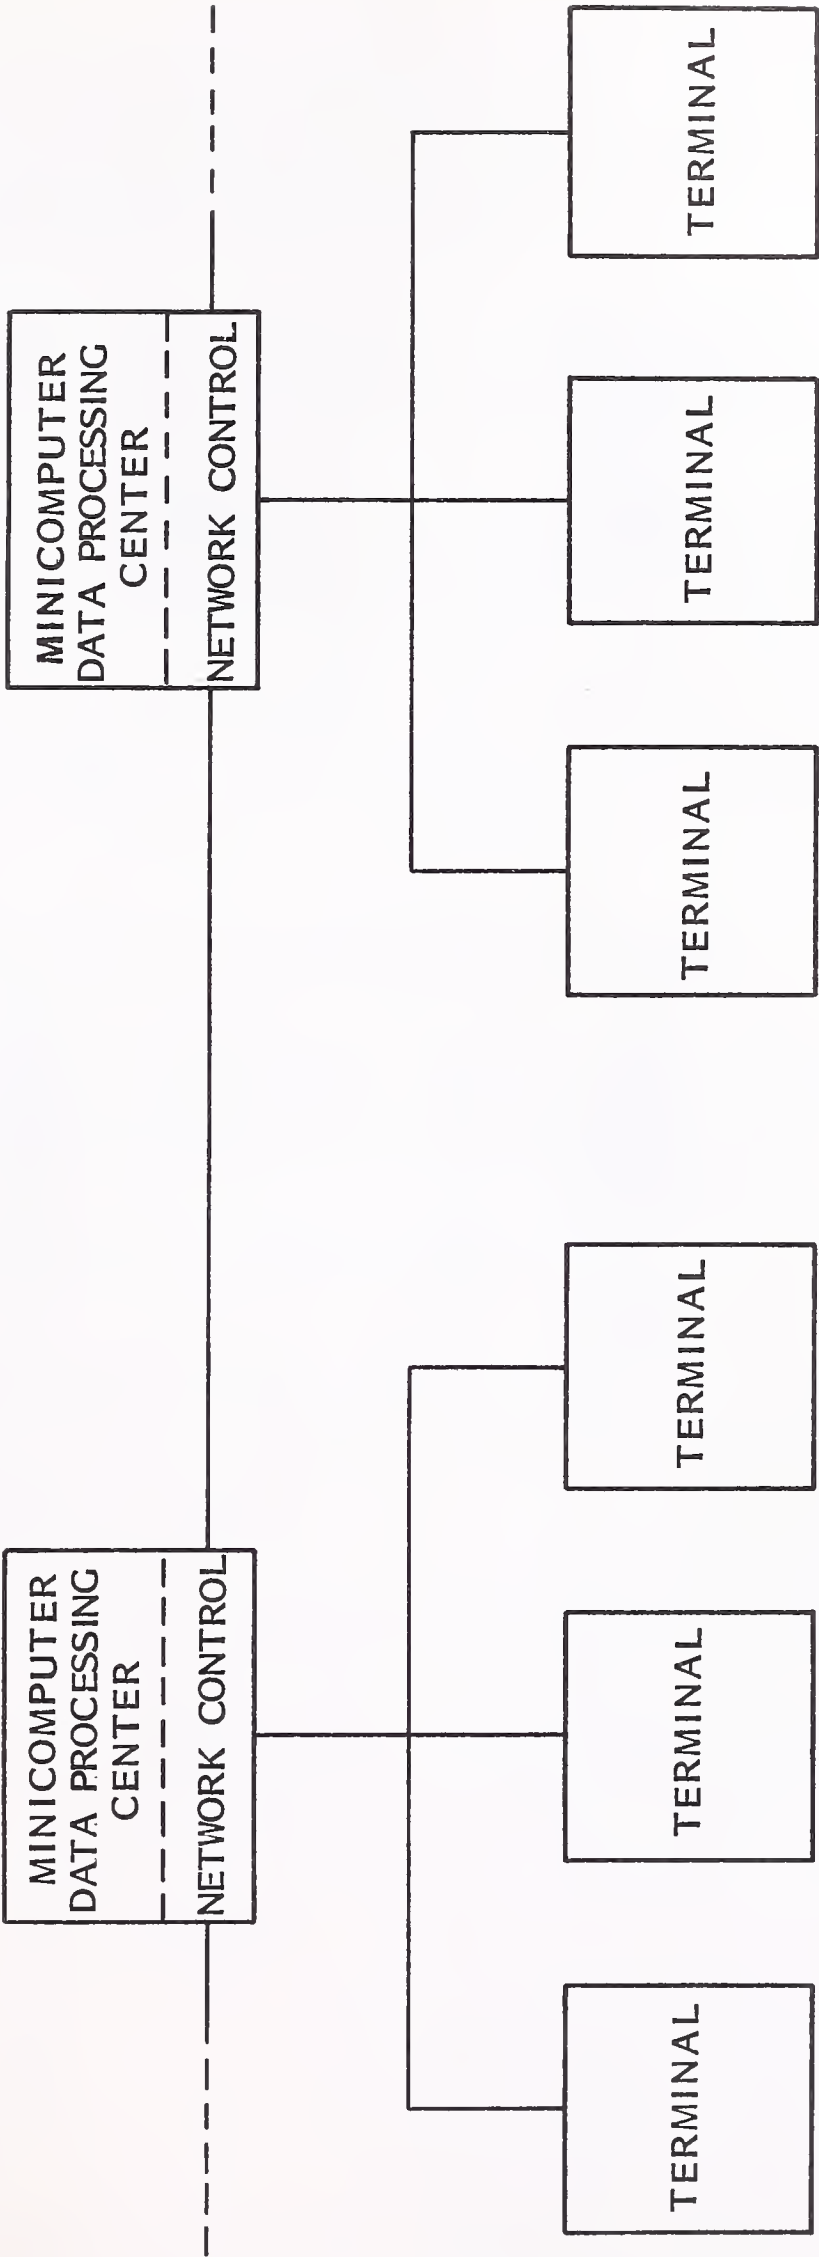 MINICOMPUTER
DATA PROCESSING
CENTER
NETWORK CONTROL
MINICOMPUTER
DATA PROCESSING
CENTER
NETWORK CONTROL
TERMINAL
TERMINAL
TERMINAL
TERMINAL
TERMINAL
TERMINAL